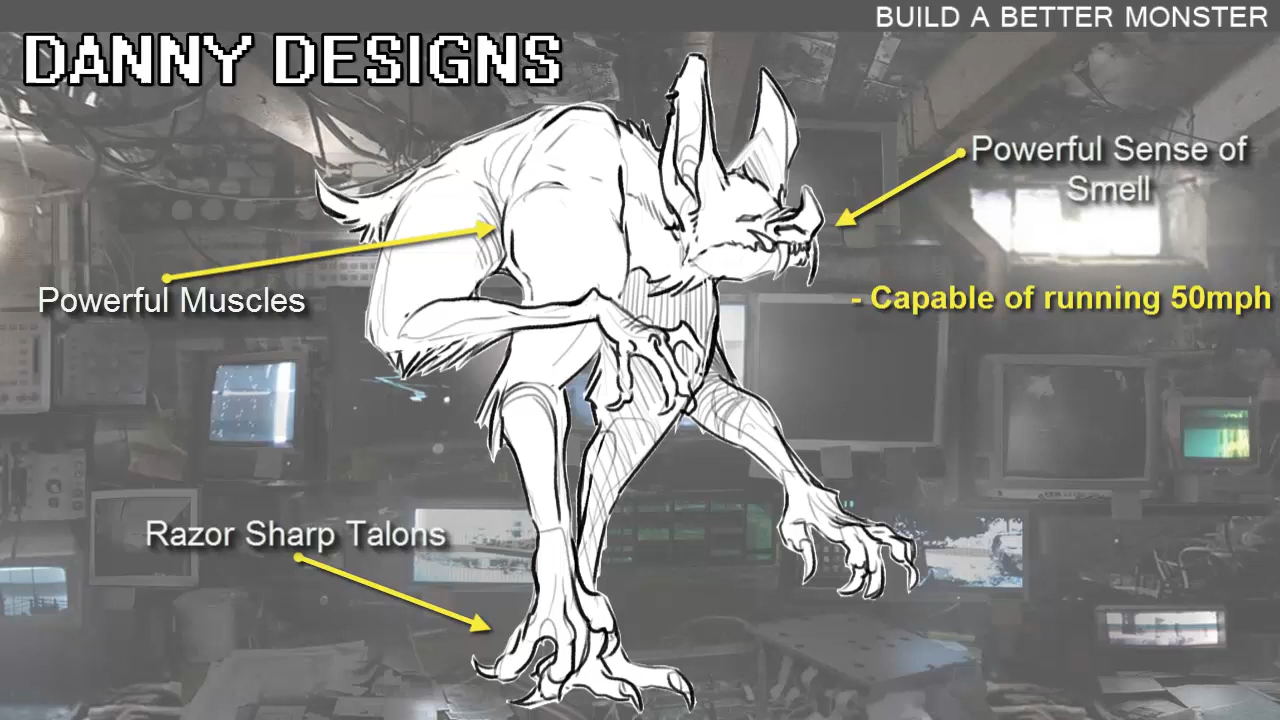 BUILD A BETTER MONSTER
DANNY DESIGNS
Powerful Sense of
Smell
Powerful Muscles
- Capable of running 50mph
Razor Sharp Talons